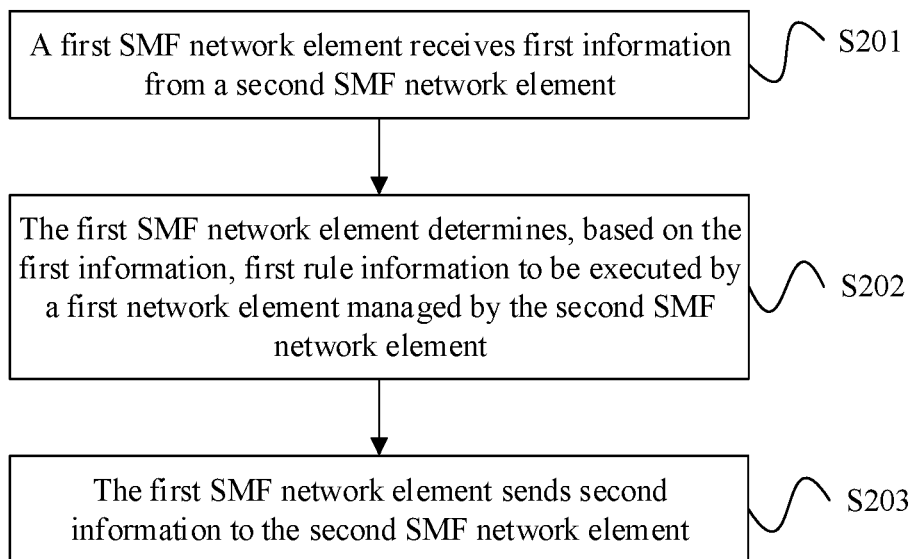 A first SMF network element receives first information
from a second SMF network element
S201
The first SMF network element determines, based on the
first information, first rule information to be executed by
a first network element managed by the second SMF
network element
S202
The first SMF network element sends second
information to the second SMF network element
S203